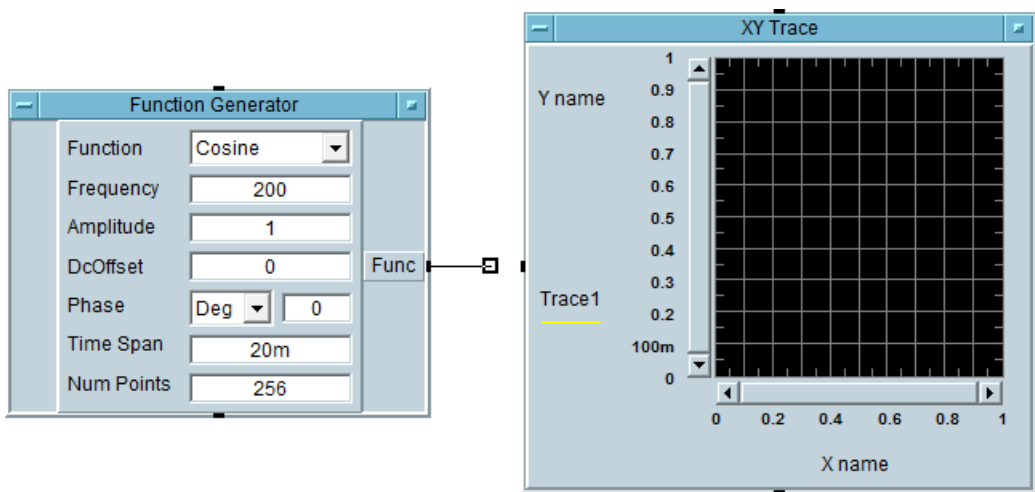 Function Generator
Function Cosine
Frequency 200
Amplitude 1
DcOffset 0
Func
Phase Deg 0
Time Span 20m
Num Points 256
XY Trace
Y name
Trace1
1
0.9
0.8
0.7
0.6
0.5
0.4
0.3
0.2
100m
0
0 0.2 0.4 0.6 0.8 1
X name